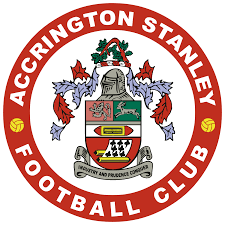 ACCRINGTON STANLEY
INDUSTRY AND PRUDENCE CONQUER
FOOTBALL CLUB